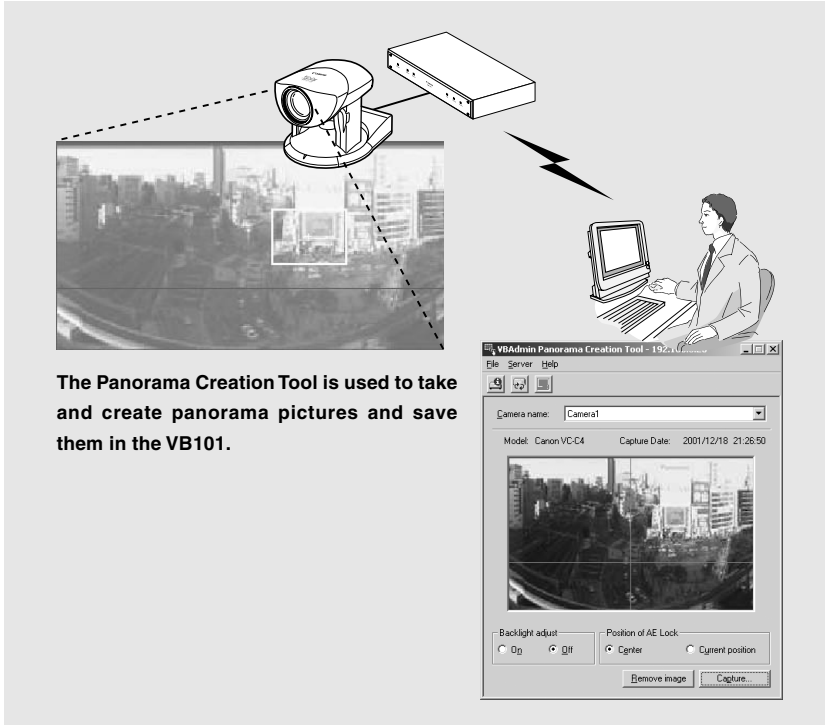 The Panorama Creation Tool is used to take
and create panorama pictures and save
them in the VB101.
VBAdmin Panorama Creation Tool - 192.
File Server Help
Camera name: Camera1
Model: Canon VC-C4 Capture Date: 2001/12/18 21:26:50
Backlight adjust
On Off
Position of AE Lock
Center Current position
Remove image Capture...